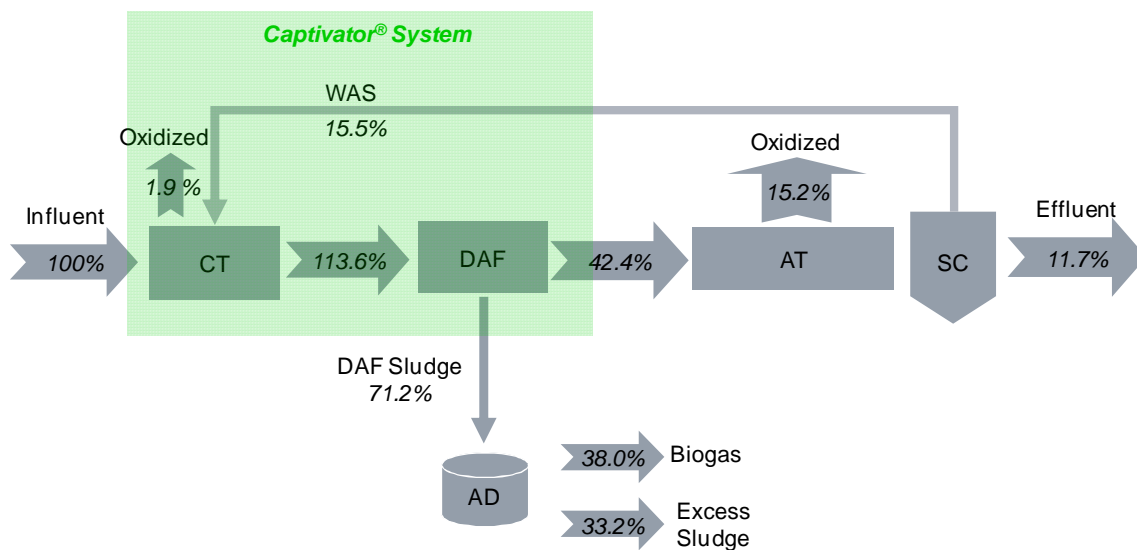 Captivator® System
WAS
15.5%
Oxidized
1.9 %
Oxidized
15.2%
Influent
100%
CT
113.6%
DAF
42.4%
AT
SC
Effluent
11.7%
DAF Sludge
71.2%
AD
38.0%
Biogas
33.2%
Excess
Sludge